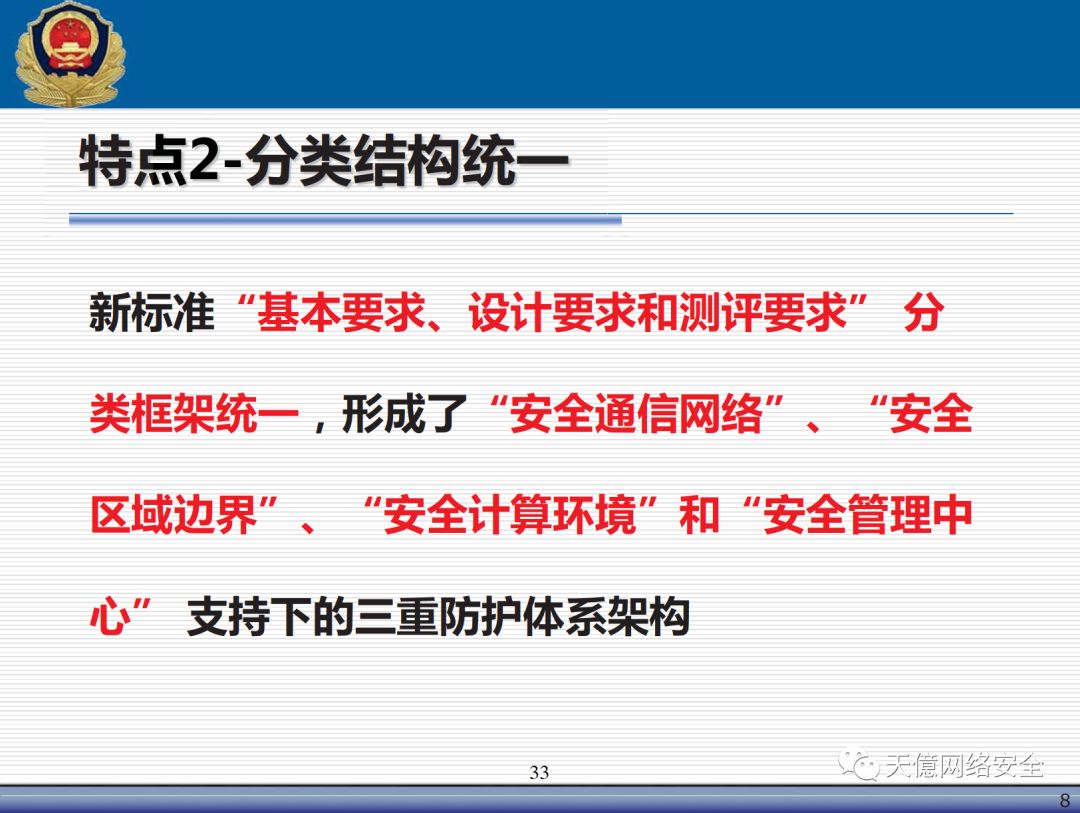 特点2-分类结构统一
新标准“基本要求、设计要求和测评要求” 分
类框架统一，形成了“安全通信网络”、“安全
区域边界”、“安全计算环境”和“安全管理中
心” 支持下的三重防护体系架构
33
天億网络安全
8